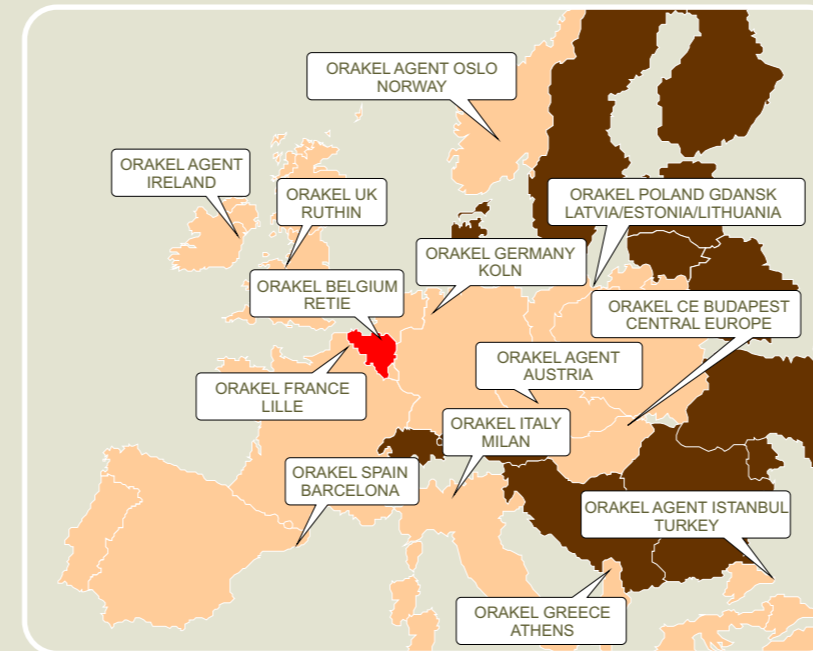 ORAKEL AGENT OSLO
NORWAY
ORAKEL AGENT
IRELAND
ORAKEL UK
RUTHIN
ORAKEL POLAND GDANSK
LATVIA/ESTONIA/LITHUANIA
ORAKEL GERMANY
KOLN
ORAKEL BELGIUM
RETIE
ORAKEL CE BUDAPEST
CENTRAL EUROPE
ORAKEL AGENT
AUSTRIA
ORAKEL FRANCE
LILLE
ORAKEL ITALY
MILAN
ORAKEL SPAIN
BARCELONA
ORAKEL AGENT ISTANBUL
TURKEY
ORAKEL GREECE
ATHENS